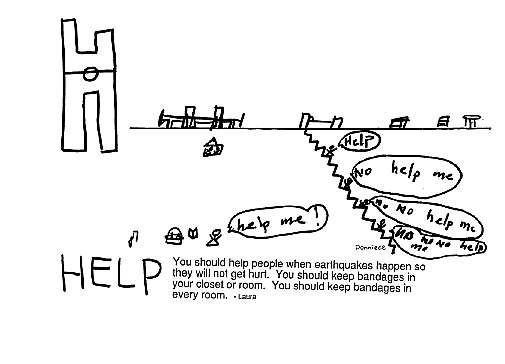 HELP
NO help me
No NO help me
NO NO NO help
me
help me!
Donniece
HELP
You should help people when earthquakes happen so
they will not get hurt. You should keep bandages in
your closet or room. You should keep bandages in
every room. - Laura